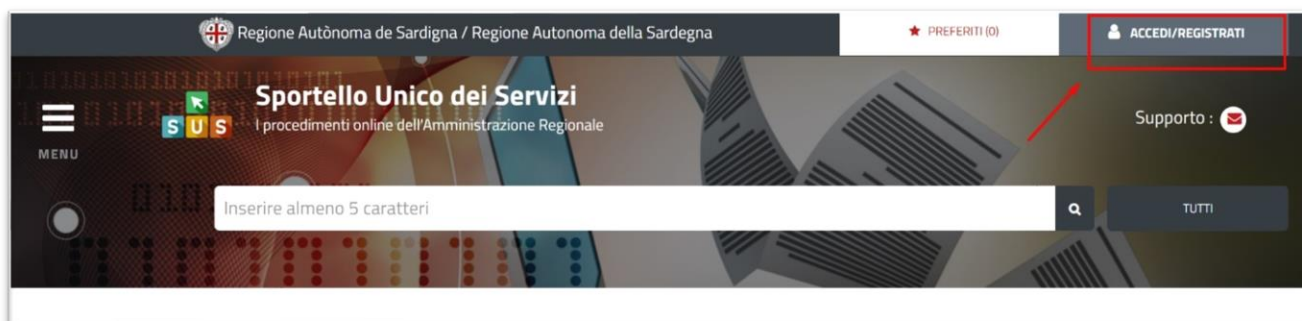 Regione Autònoma de Sardigna / Regione Autonoma della Sardegna
PREFERITI (0)
ACCEDI/REGISTRATI
MENU
SUS
Sportello Unico dei Servizi
I procedimenti online dell'Amministrazione Regionale
Supporto :
Inserire almeno 5 caratteri
TUTTI